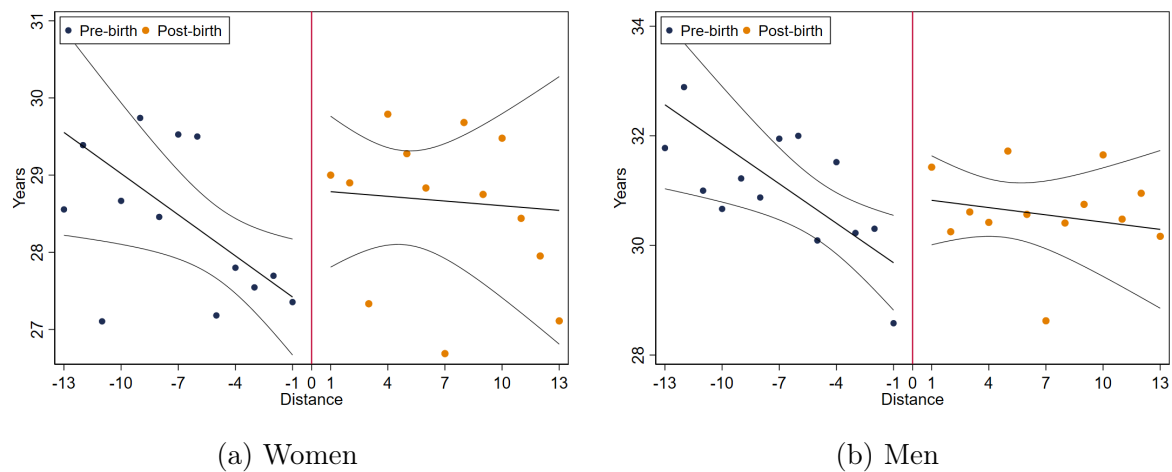 Pre-birth Post-birth
31
30
29
28
27
Years
-13 -10 -7 -4 -1 0 1 4 7 10 13
Distance
(a) Women
Pre-birth Post-birth
34
32
30
28
Years
-13 -10 -7 -4 -1 0 1 4 7 10 13
Distance
(b) Men